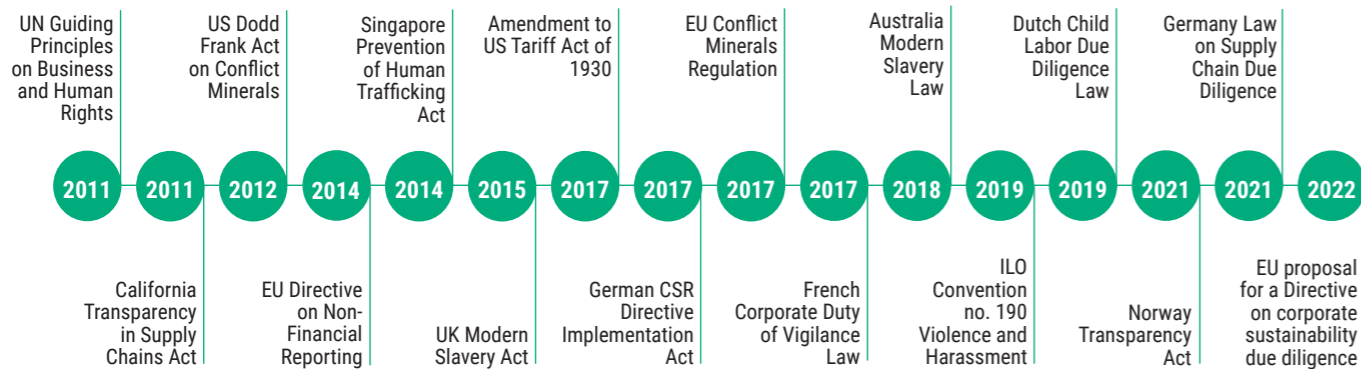 UN Guiding
Principles
on Business
and Human
Rights
US Dodd
Frank Act
on Conflict
Minerals
Singapore
Prevention
of Human
Trafficking
Act
Amendment to
US Tariff Act of
1930
EU Conflict
Minerals
Regulation
Australia
Modern
Slavery
Law
Dutch Child
Labor Due
Diligence
Law
Germany Law
on Supply
Chain Due
Diligence
2011
2011
2012
2014
2014
2015
2017
2017
2017
2017
2018
2019
2019
2021
2021
2022
California
Transparency
in Supply
Chains Act
EU Directive
on Non-
Financial
Reporting
UK Modern
Slavery Act
German CSR
Directive
Implementation
Act
French
Corporate Duty
of Vigilance
Law
ILO
Convention
no. 190
Violence and
Harassment
Norway
Transparency
Act
EU proposal
for a Directive
on corporate
sustainability
due diligence